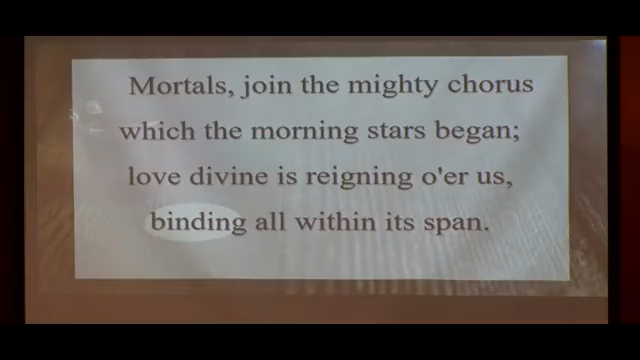 Mortals, join the mighty chorus
which the morning stars began;
love divine is reigning o'er us,
binding all within its span.